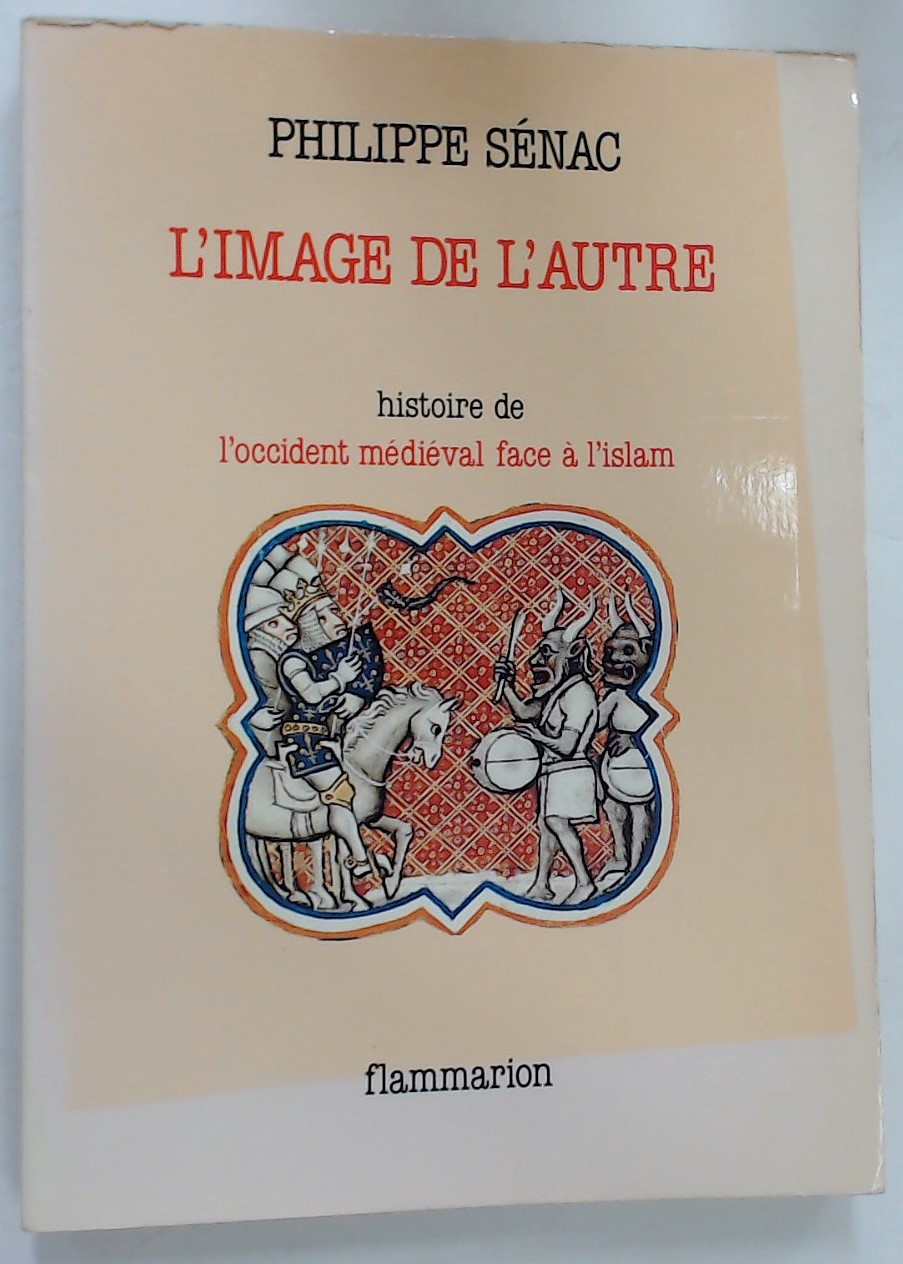 PHILIPPE SÉNAC
L'IMAGE DE L'AUTRE
histoire de
l'occident médiéval face à l'islam
flammarion